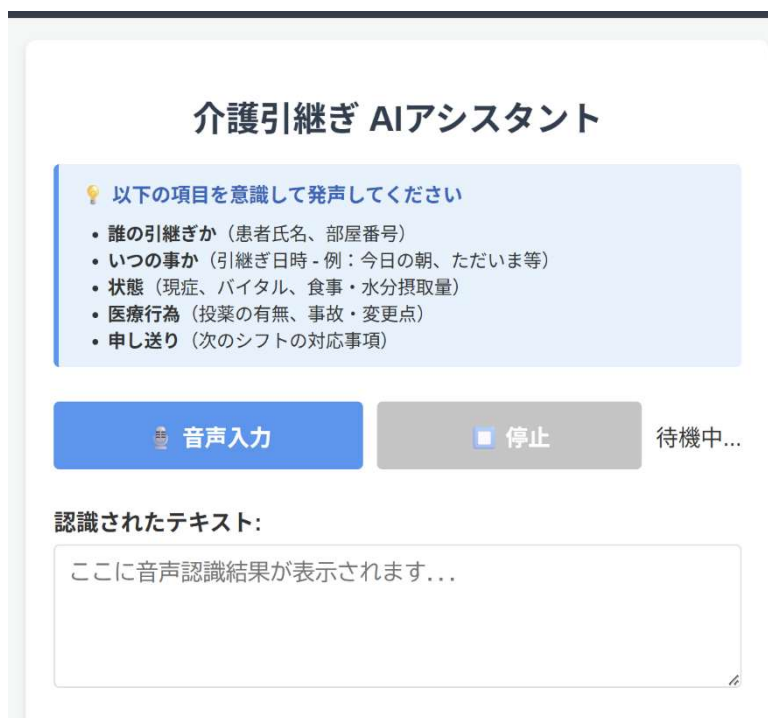 介護引継ぎ AIアシスタント
💡 以下の項目を意識して発声してください
• 誰の引継ぎか（患者氏名、部屋番号）
• いつの事か（引継ぎ日時 - 例：今日の朝、ただいま等）
• 状態（現症、バイタル、食事・水分摂取量）
• 医療行為（投薬の有無、事故・変更点）
• 申し送り（次のシフトの対応事項）
🎙️ 音声入力 ⏹️ 停止 待機中...
認識されたテキスト:
ここに音声認識結果が表示されます...